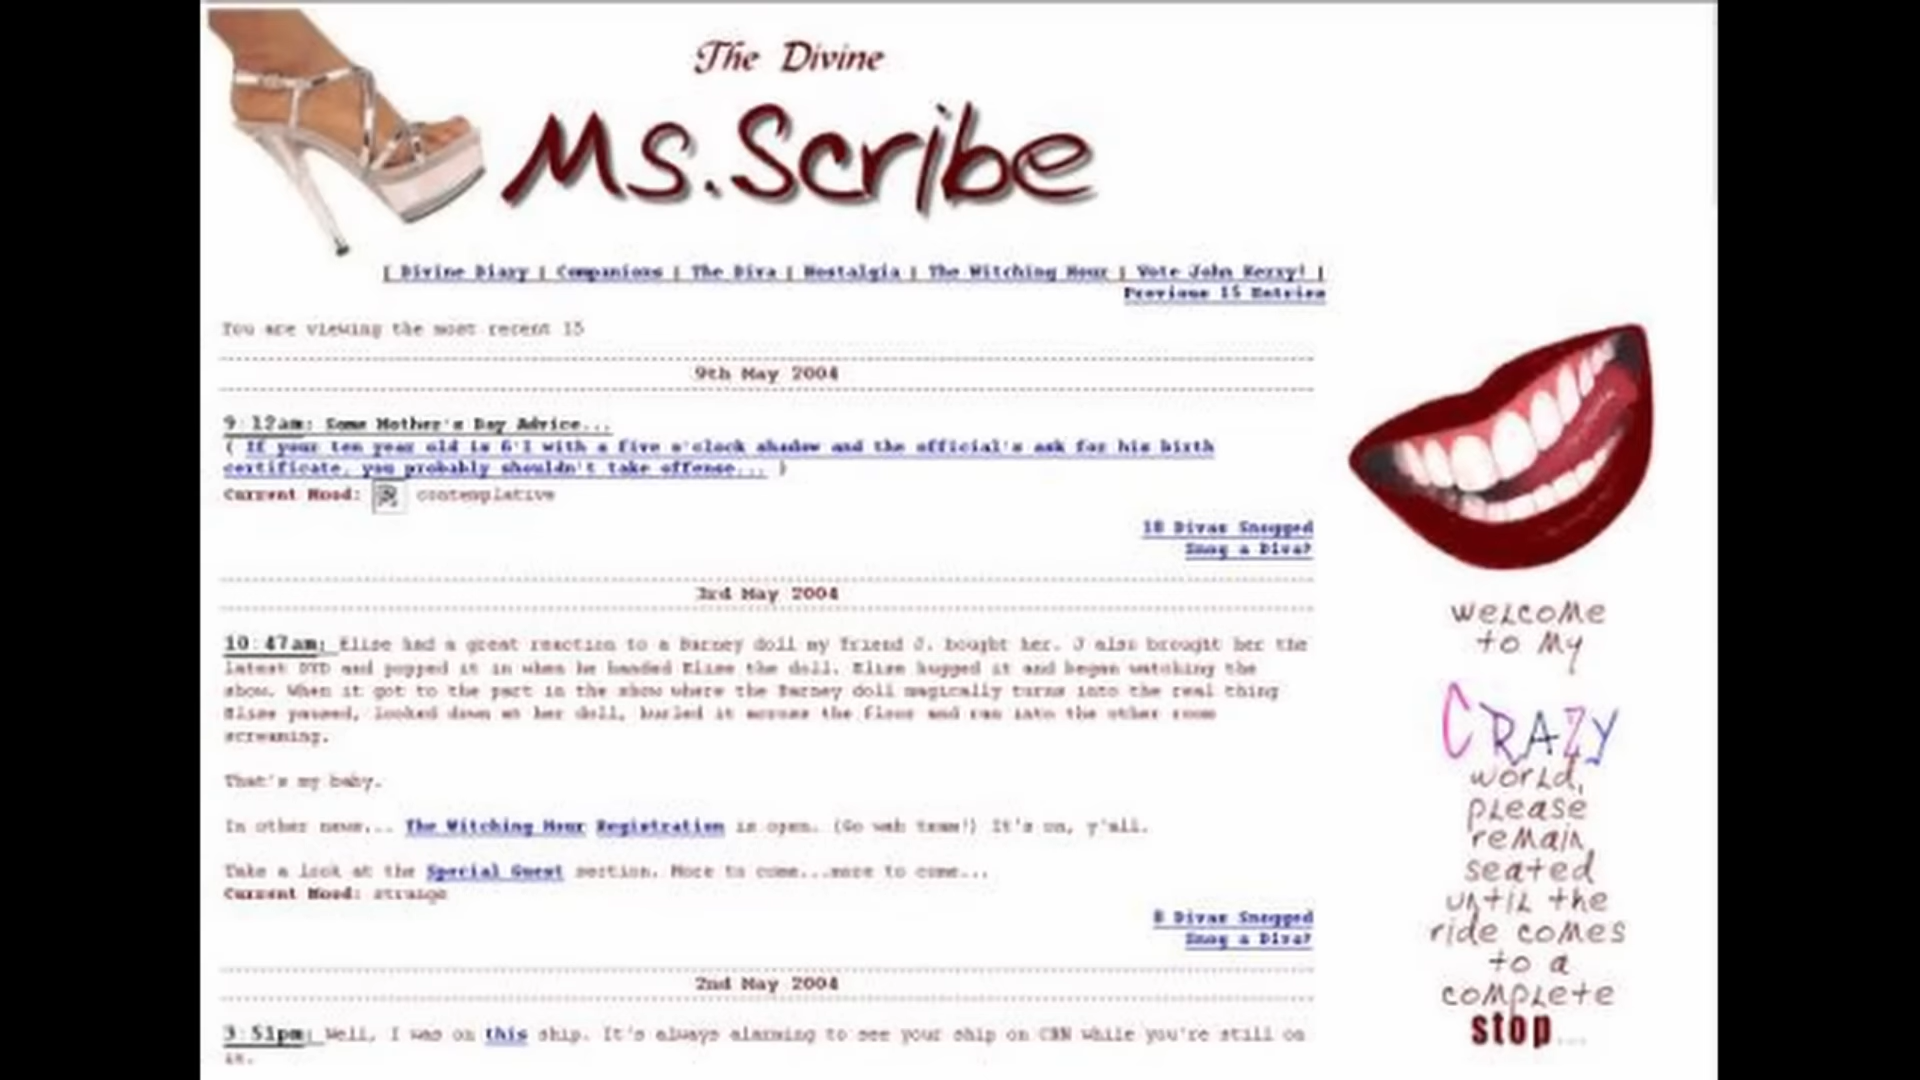 The Divine
Ms.Scribe
[ Divine Diary | Companions | The Diva | Nostalgia | The Witching Hour | Vote John Kerry! |
Previous 15 Entries
You are viewing the most recent 15
9th May 2004
9:12am: Some Mother's Day Advice...
( If your ten year old is 6'1 with a five o'clock shadow and the official's ask for his birth
certificate, you probably shouldn't take offense... )
Current Mood: contemplative
18 Divas Snogged
Snog a Diva?
3rd May 2004
10:47am: Elise had a great reaction to a Barney doll my friend J. bought her. J also brought her the
latest DVD and popped it in when he handed Elise the doll. Elise hugged it and began watching the
show. When it got to the part in the show where the Barney doll magically turns into the real thing
Elise paused, looked down at her doll, hurled it across the floor and ran into the other room
screaming.
That's my baby.
In other news... The Witching Hour Registration is open. (Go web team!) It's on, y'all.
Take a look at the Special Guest section. More to come...more to come...
Current Mood: strange
8 Divas Snogged
Snog a Diva?
2nd May 2004
3:51pm: Well, I was on this ship. It's always alarming to see your ship on CNN while you're still on
it.
welcome
to my
CRAZY
world,
please
remain
seated
until the
ride comes
to a
complete
stop...